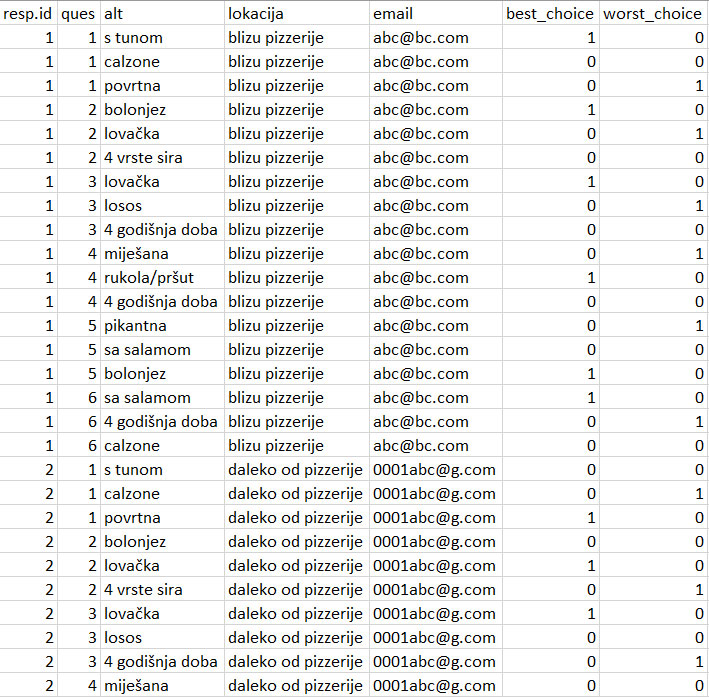 resp.id ques alt lokacija email best_choice worst_choice
1 1 s tunom blizu pizzerije abc@bc.com 1 0
1 1 calzone blizu pizzerije abc@bc.com 0 0
1 1 povrtna blizu pizzerije abc@bc.com 0 1
1 2 bolonjez blizu pizzerije abc@bc.com 1 0
1 2 lovačka blizu pizzerije abc@bc.com 0 1
1 2 4 vrste sira blizu pizzerije abc@bc.com 0 0
1 3 lovačka blizu pizzerije abc@bc.com 1 0
1 3 losos blizu pizzerije abc@bc.com 0 1
1 3 4 godišnja doba blizu pizzerije abc@bc.com 0 0
1 4 miješana blizu pizzerije abc@bc.com 0 1
1 4 rukola/pršut blizu pizzerije abc@bc.com 1 0
1 4 4 godišnja doba blizu pizzerije abc@bc.com 0 0
1 5 pikantna blizu pizzerije abc@bc.com 0 1
1 5 sa salamom blizu pizzerije abc@bc.com 0 0
1 5 bolonjez blizu pizzerije abc@bc.com 1 0
1 6 sa salamom blizu pizzerije abc@bc.com 1 0
1 6 4 godišnja doba blizu pizzerije abc@bc.com 0 1
1 6 calzone blizu pizzerije abc@bc.com 0 0
2 1 s tunom daleko od pizzerije 0001abc@g.com 0 0
2 1 calzone daleko od pizzerije 0001abc@g.com 0 1
2 1 povrtna daleko od pizzerije 0001abc@g.com 1 0
2 2 bolonjez daleko od pizzerije 0001abc@g.com 0 0
2 2 lovačka daleko od pizzerije 0001abc@g.com 1 0
2 2 4 vrste sira daleko od pizzerije 0001abc@g.com 0 1
2 3 lovačka daleko od pizzerije 0001abc@g.com 1 0
2 3 losos daleko od pizzerije 0001abc@g.com 0 0
2 3 4 godišnja doba daleko od pizzerije 0001abc@g.com 0 1
2 4 miješana daleko od pizzerije 0001abc@g.com 0 0